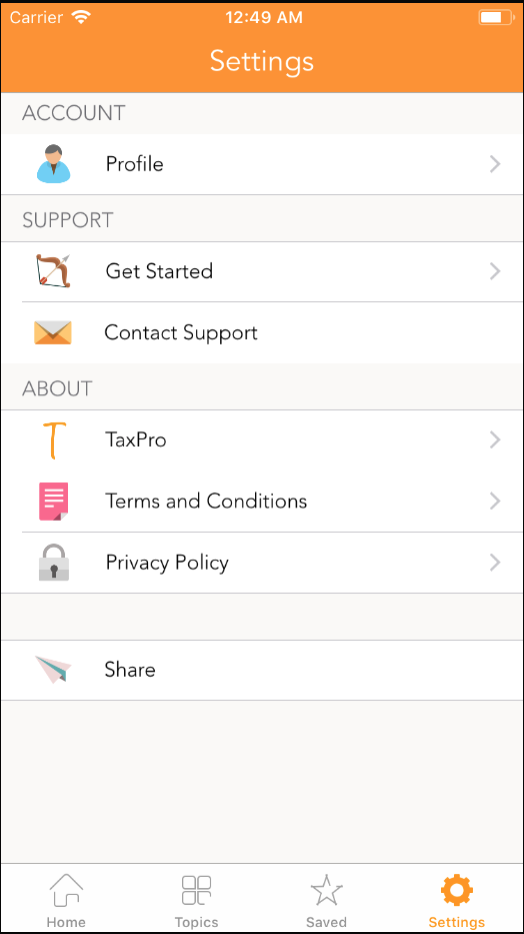 Carrier 12:49 AM
Settings
ACCOUNT
Profile
SUPPORT
Get Started
Contact Support
ABOUT
T TaxPro
Terms and Conditions
Privacy Policy
Share
Home Topics Saved Settings